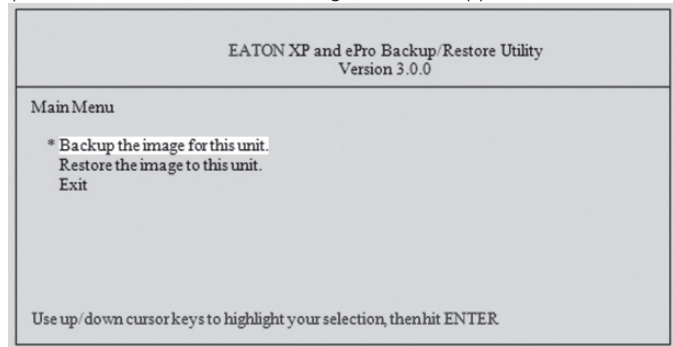 EATON XP and ePro Backup/Restore Utility
Version 3.0.0
Main Menu
* Backup the image for this unit.
Restore the image to this unit.
Exit
Use up/down cursor keys to highlight your selection, thenhit ENTER